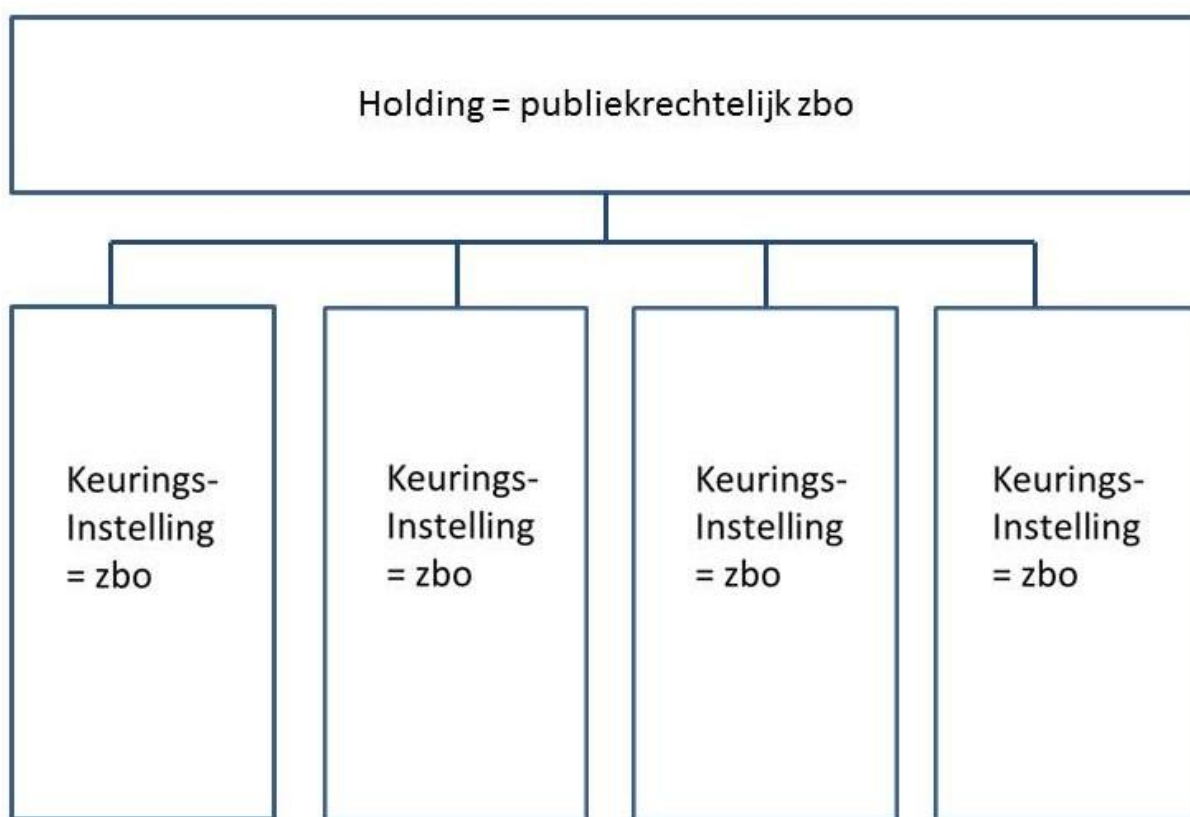 Holding = publiekrechtelijk zbo
Keurings-
Instelling
= zbo
Keurings-
Instelling
= zbo
Keurings-
Instelling
= zbo
Keurings-
Instelling
= zbo